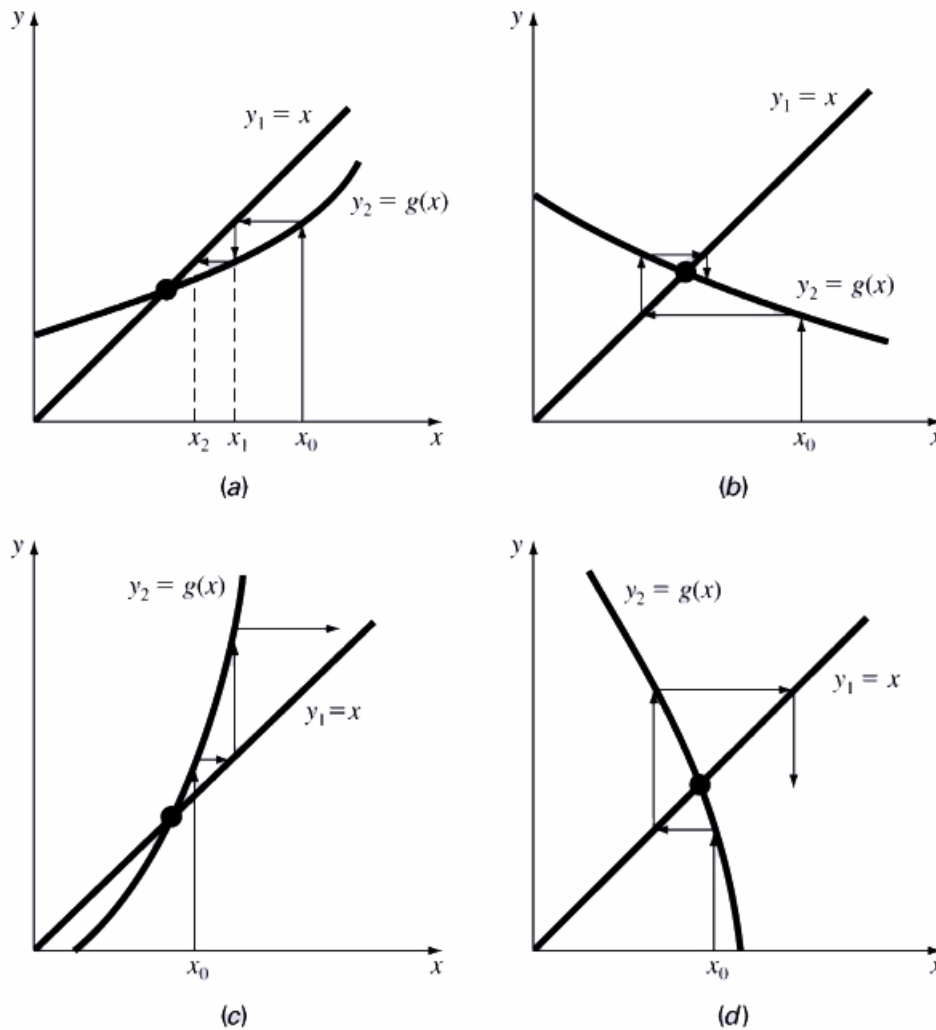 y
y₁ = x
y₂ = g(x)
x₂ x₁ x₀ x
(a)
y
y₁ = x
y₂ = g(x)
x₀ x
(b)
y
y₂ = g(x)
y₁ = x
x₀ x
(c)
y
y₂ = g(x)
y₁ = x
x₀ x
(d)